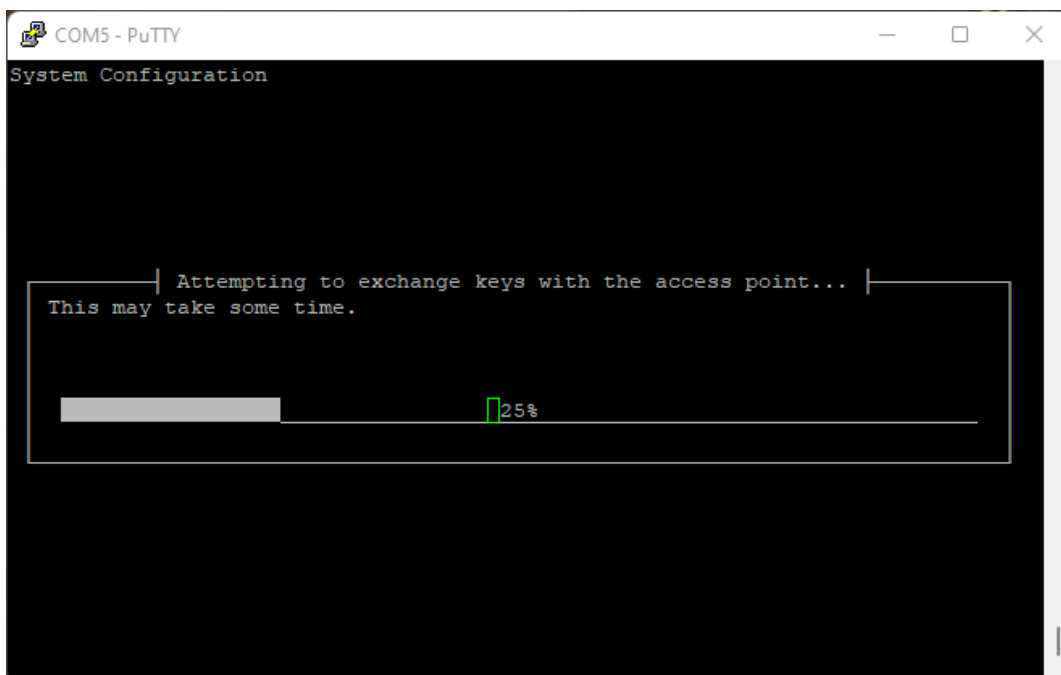 COM5 - PuTTY
System Configuration
Attempting to exchange keys with the access point...
This may take some time.
25%